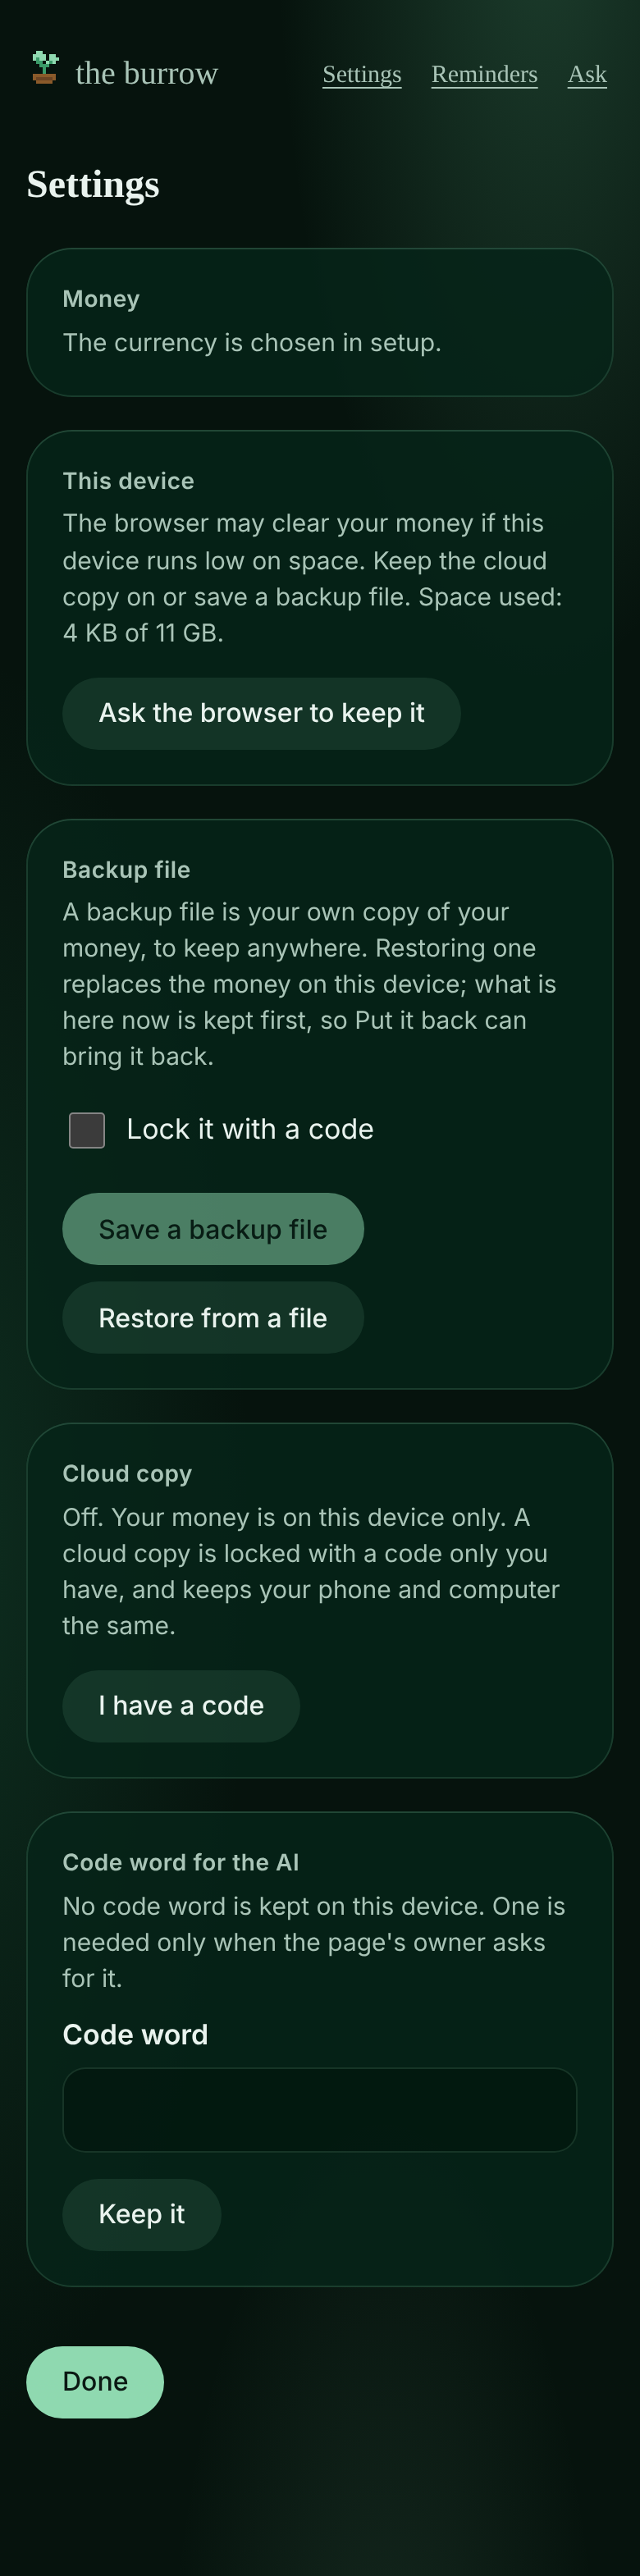 the burrow
Settings
Reminders
Ask
Settings
Money
The currency is chosen in setup.
This device
The browser may clear your money if this
device runs low on space. Keep the cloud
copy on or save a backup file. Space used:
4 KB of 11 GB.
Ask the browser to keep it
Backup file
A backup file is your own copy of your
money, to keep anywhere. Restoring one
replaces the money on this device; what is
here now is kept first, so Put it back can
bring it back.
Lock it with a code
Save a backup file
Restore from a file
Cloud copy
Off. Your money is on this device only. A
cloud copy is locked with a code only you
have, and keeps your phone and computer
the same.
I have a code
Code word for the AI
No code word is kept on this device. One is
needed only when the page's owner asks
for it.
Code word
Keep it
Done